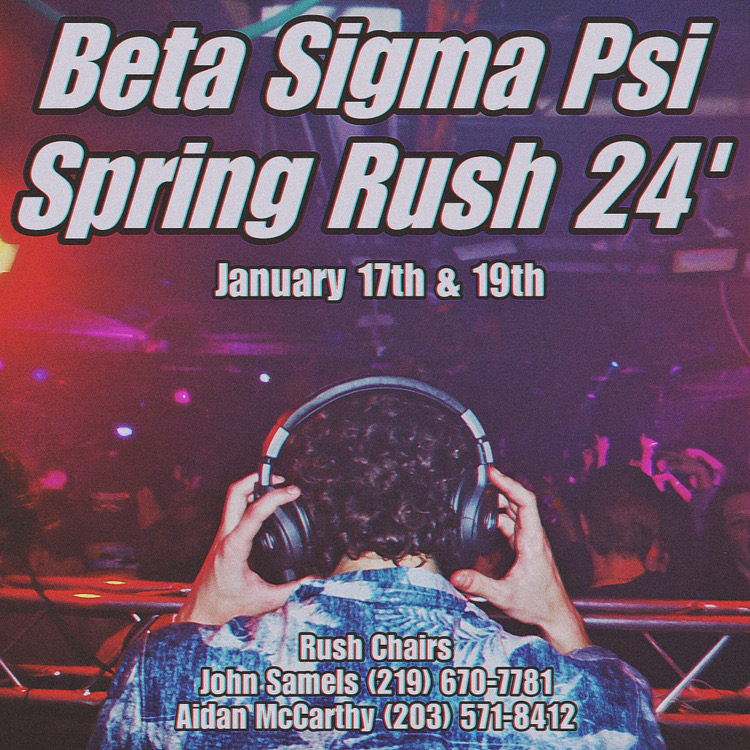 Beta Sigma Psi
Spring Rush 24'
January 17th & 19th
Rush Chairs
John Samels (219) 670-7781
Aidan McCarthy (203) 571-8412